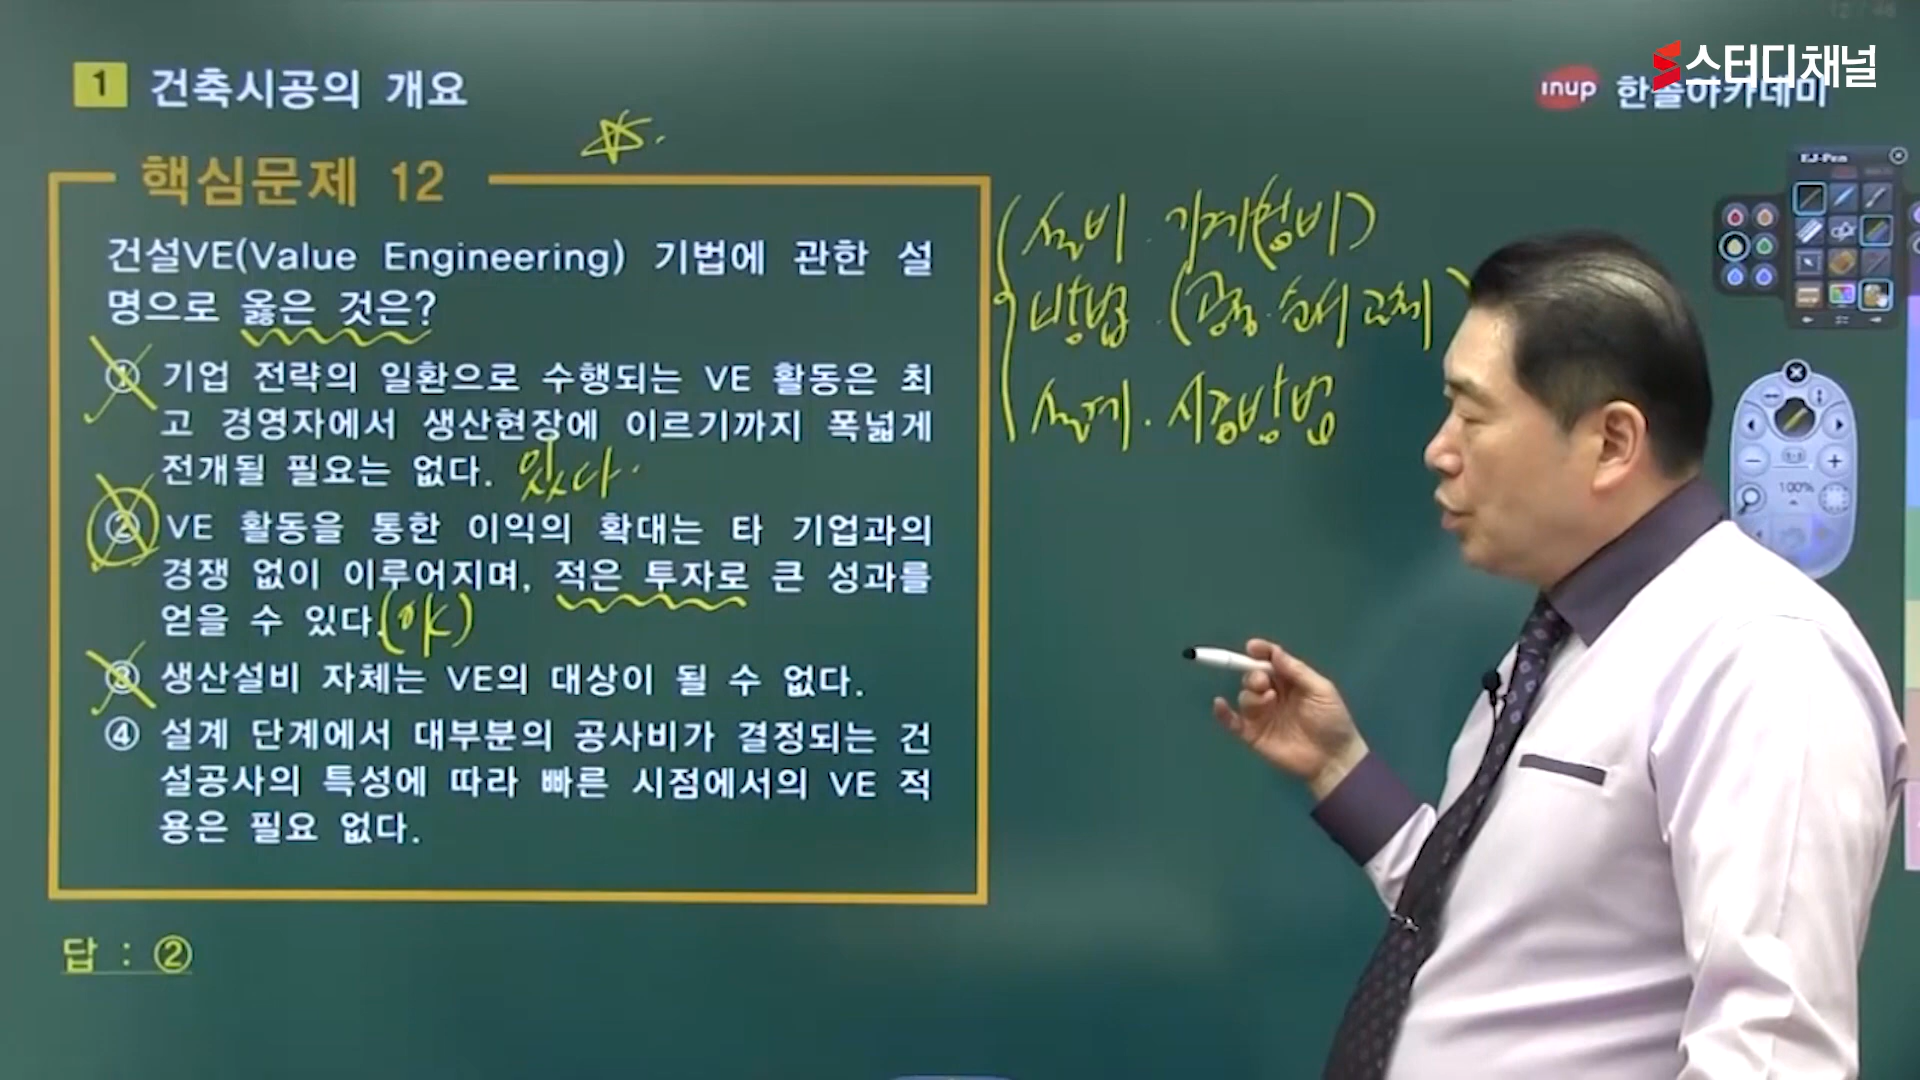 1 건축시공의 개요
inup 한솔아카데미
스터디채널
핵심문제 12
건설VE(Value Engineering) 기법에 관한 설
명으로 옳은 것은?
① 기업 전략의 일환으로 수행되는 VE 활동은 최
고 경영자에서 생산현장에 이르기까지 폭넓게
전개될 필요는 없다. 있다.
② VE 활동을 통한 이익의 확대는 타 기업과의
경쟁 없이 이루어지며, 적은 투자로 큰 성과를
얻을 수 있다.
③ 생산설비 자체는 VE의 대상이 될 수 없다.
④ 설계 단계에서 대부분의 공사비가 결정되는 건
설공사의 특성에 따라 빠른 시점에서의 VE 적
용은 필요 없다.
답 : ②
설비. 기계(장비)
방법. (공정. 순서 교체)
설계. 시공방법
EJ-Pen
100%